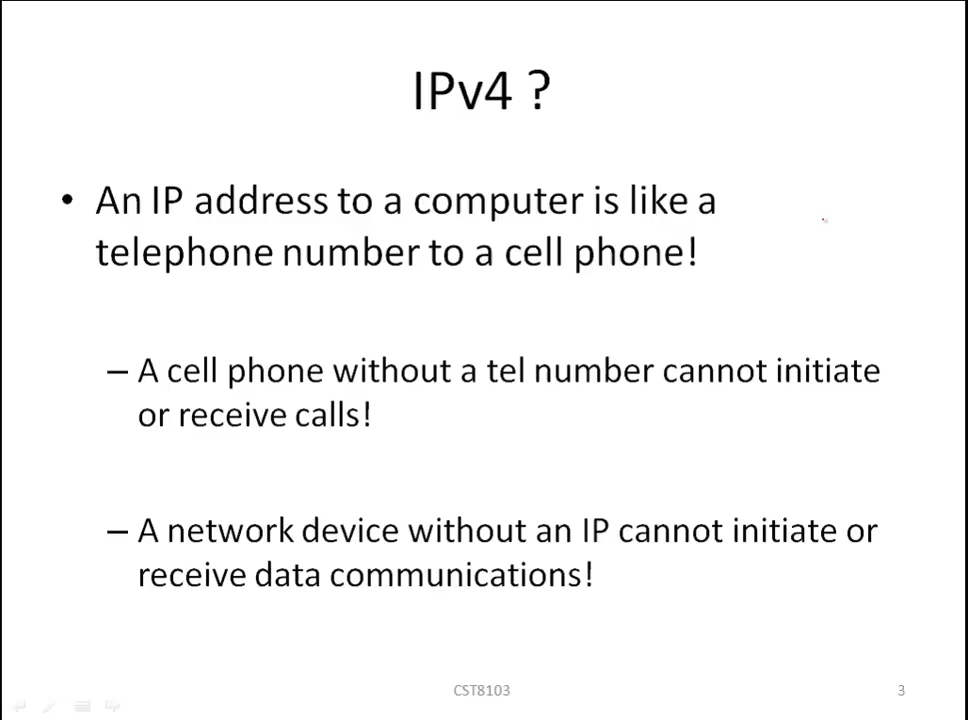 IPv4 ?
• An IP address to a computer is like a
telephone number to a cell phone!
– A cell phone without a tel number cannot initiate
or receive calls!
– A network device without an IP cannot initiate or
receive data communications!
CST8103
3